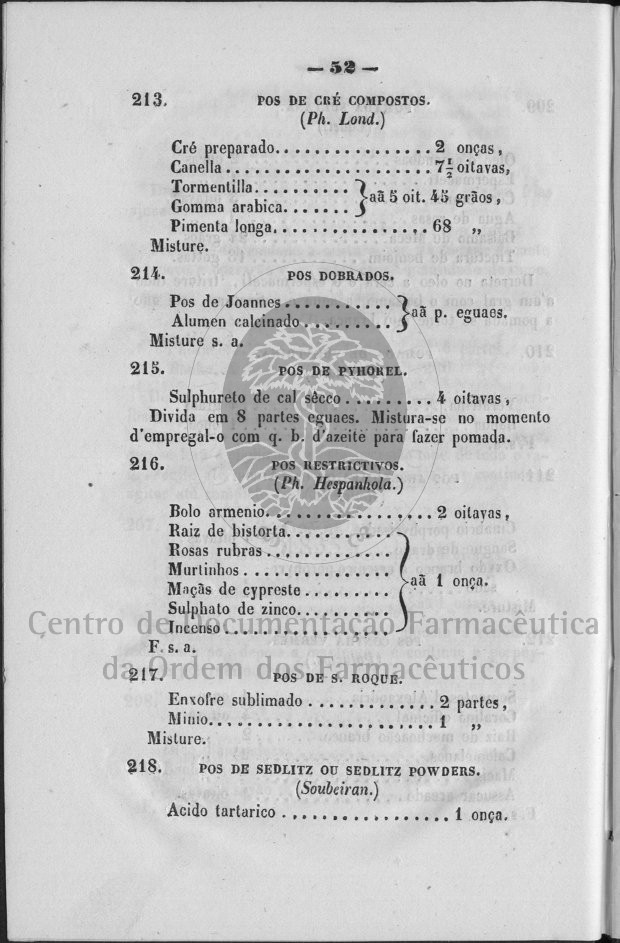 — 52 —
213. POS DE CRÉ COMPOSTOS.
(Ph. Lond.)
Cré preparado................ 2 onças,
Canella ..................... 7½ oitavas,
Tormentilla.......... } aã 5 oit. 45 grãos,
Gomma arabica.......
Pimenta longa................ 68 „
Misture.
214. POS DOBRADOS.
Pos de Joannes ........... } aã p. eguaes.
Alumen calcinado.........
Misture s. a.
215. POS DE PYHOREL.
Sulphureto de cal sêcco ......... 4 oitavas,
Divida em 8 partes eguaes. Mistura-se no momento
d'empregal-o com q. b. d'azeite para fazer pomada.
216. POS RESTRICTIVOS.
(Ph. Hespanhola.)
Bolo armenio................. 2 oitavas,
Raiz de bistorta........... } aã 1 onça.
Rosas rubras .............
Murtinhos ...............
Maçãs de cypreste .........
Sulphato de zinco.........
Incenso .................
F. s. a.
Centro de Documentação Farmacêutica
da Ordem dos Farmacêuticos
217. POS DE S. ROQUE.
Enxofre sublimado ............. 2 partes,
Minio....................... 1 „
Misture.
218. POS DE SEDLITZ OU SEDLITZ POWDERS.
(Soubeiran.)
Acido tartarico ................. 1 onça.